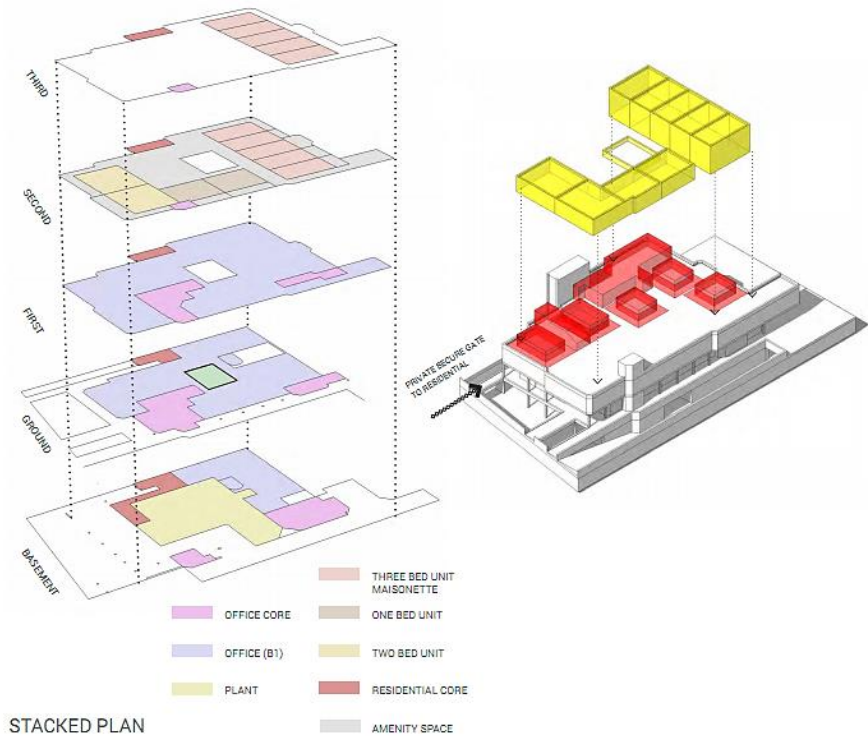 THIRD
SECOND
FIRST
GROUND
BASEMENT
PRIVATE SECURE GATE
TO RESIDENTIAL
THREE BED UNIT
MAISONETTE
OFFICE CORE
ONE BED UNIT
OFFICE (B1)
TWO BED UNIT
PLANT
RESIDENTIAL CORE
STACKED PLAN
AMENITY SPACE